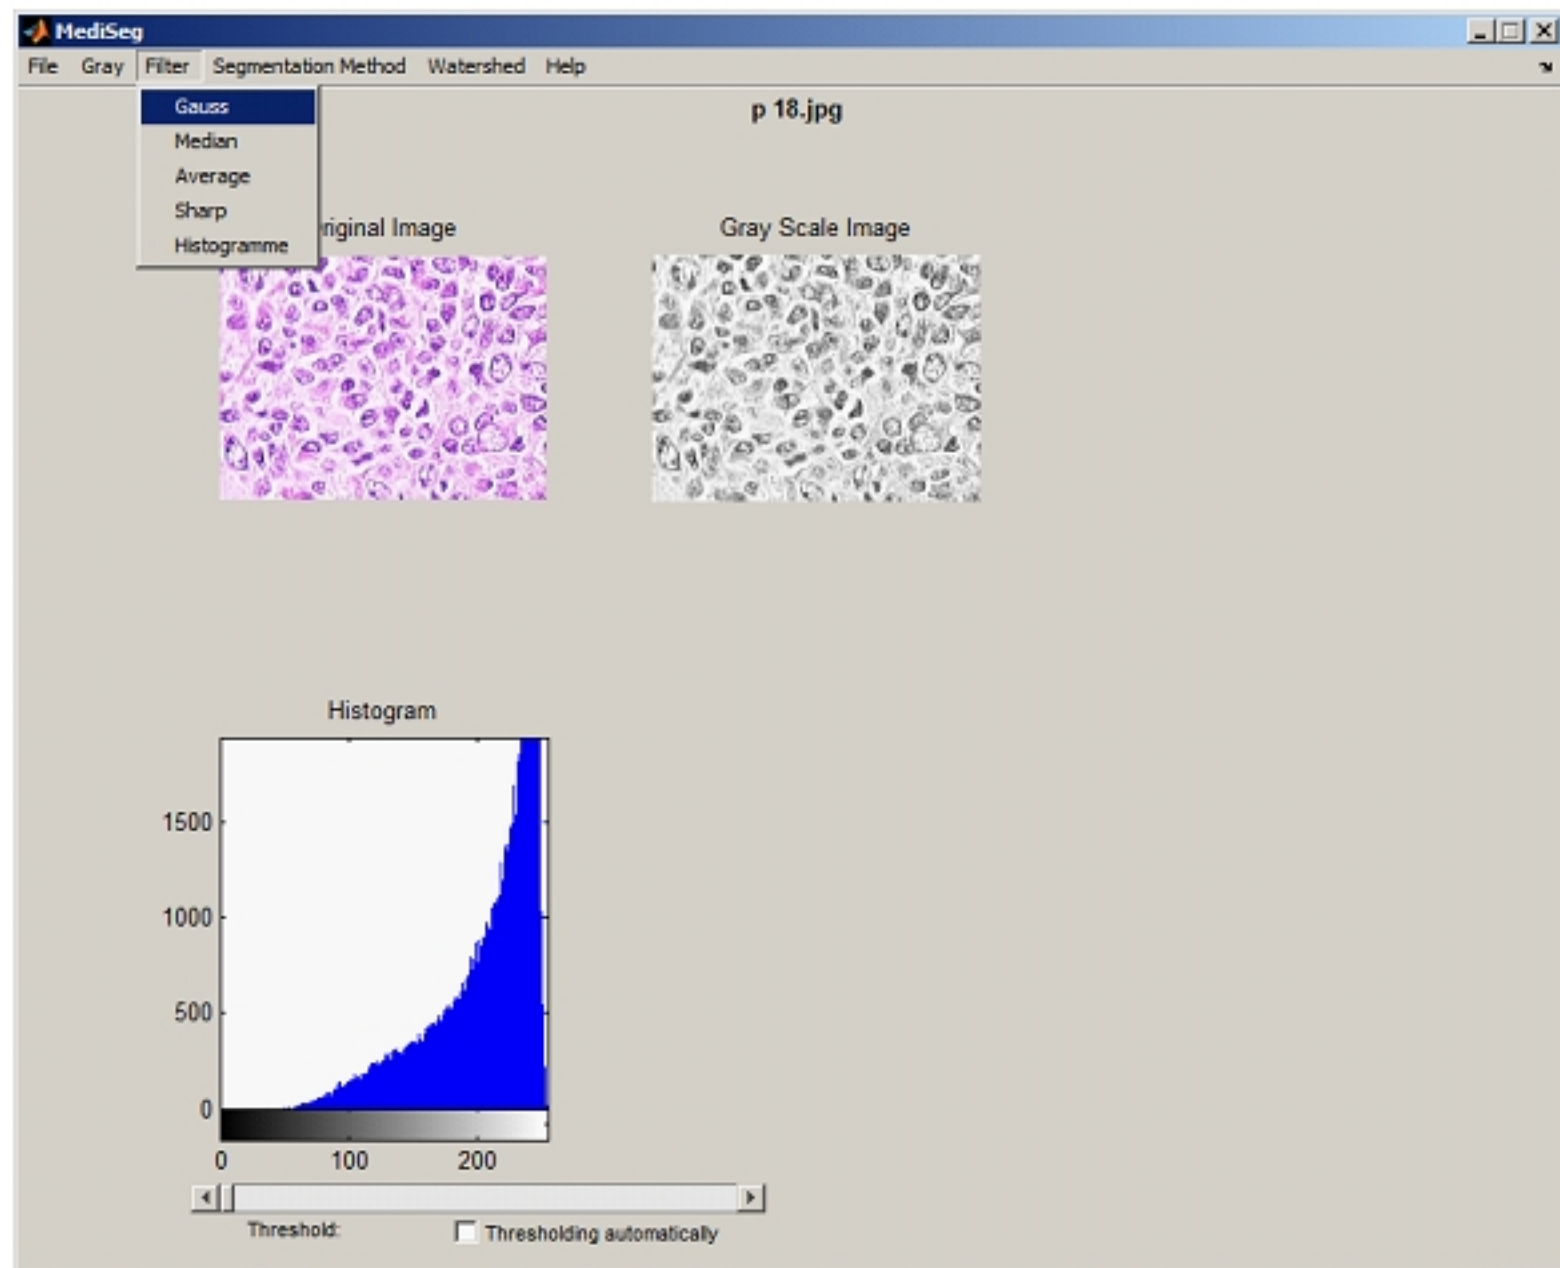 MediSeg
File Gray Filter Segmentation Method Watershed Help
Gauss
Median
Average
Sharp
Histogramme
p 18.jpg
riginal Image
Gray Scale Image
Histogram
1500
1000
500
0
0 100 200
Threshold:
Thresholding automatically